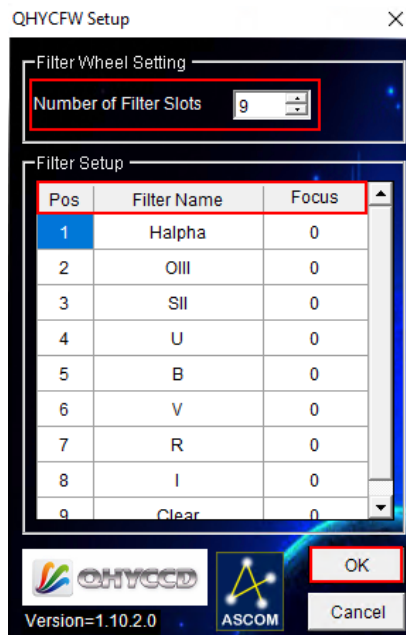 QHYCFW Setup
Filter Wheel Setting
Number of Filter Slots 9
Filter Setup
Pos Filter Name Focus
1 Halpha 0
2 OIII 0
3 SII 0
4 U 0
5 B 0
6 V 0
7 R 0
8 I 0
9 Clear 0
QHYCCD
Version=1.10.2.0
ASCOM
OK
Cancel